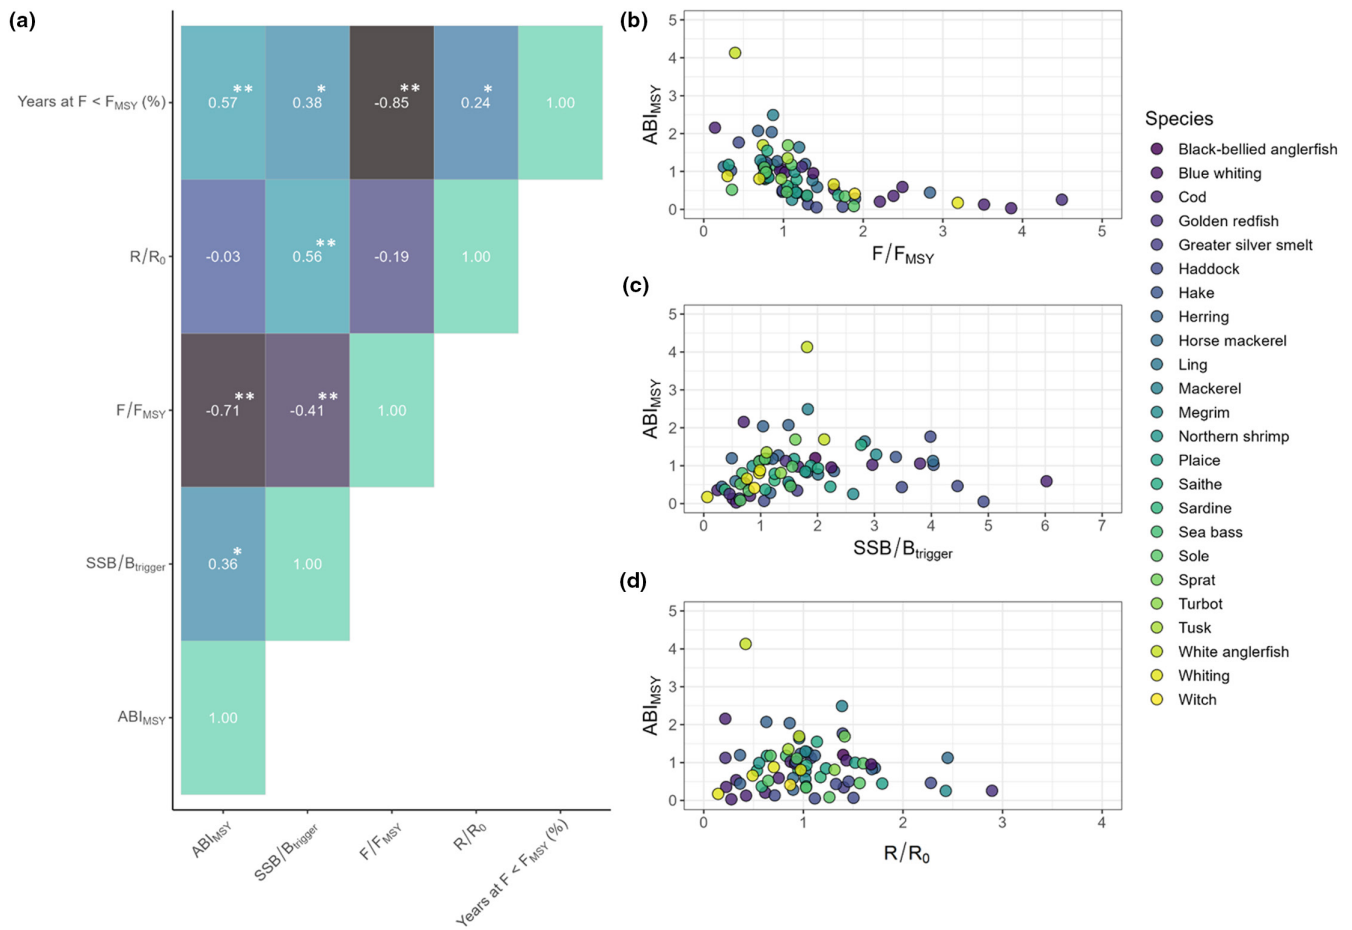 (a)
Years at F < FMSY (%)
0.57** 0.38* -0.85** 0.24* 1.00
R/R0
-0.03 0.56** -0.19 1.00
F/FMSY
-0.71** -0.41** 1.00
SSB/Btrigger
0.36* 1.00
ABIMSY
1.00
ABIMSY SSB/Btrigger F/FMSY R/R0 Years at F < FMSY (%)
(b)
ABIMSY
5
4
3
2
1
0
0 1 2 3 4 5
F/FMSY
(c)
ABIMSY
5
4
3
2
1
0
0 1 2 3 4 5 6 7
SSB/Btrigger
(d)
ABIMSY
5
4
3
2
1
0
0 1 2 3 4
R/R0
Species
Black-bellied anglerfish
Blue whiting
Cod
Golden redfish
Greater silver smelt
Haddock
Hake
Herring
Horse mackerel
Ling
Mackerel
Megrim
Northern shrimp
Plaice
Saithe
Sardine
Sea bass
Sole
Sprat
Turbot
Tusk
White anglerfish
Whiting
Witch